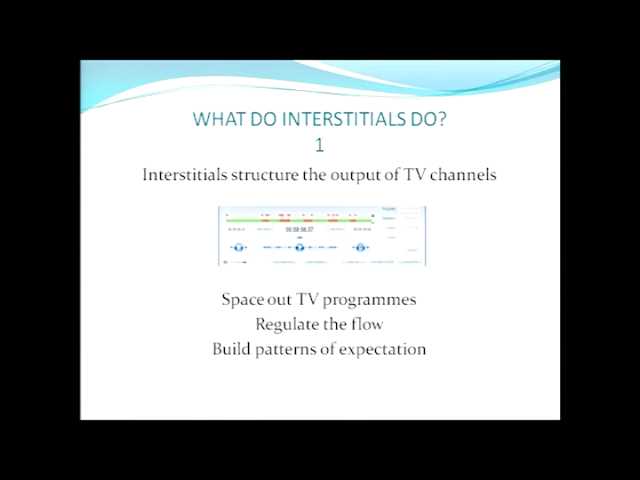 WHAT DO INTERSTITIALS DO?
1
Interstitials structure the output of TV channels
00:59:56.07
Space out TV programmes
Regulate the flow
Build patterns of expectation